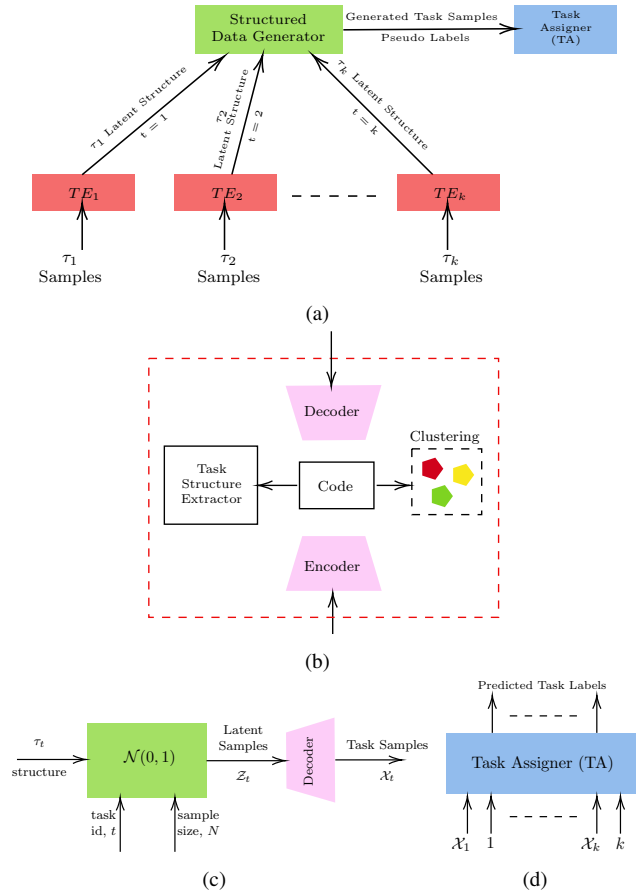 Structured
Data Generator
Generated Task Samples
Pseudo Labels
Task
Assigner
(TA)
τ1 Latent Structure
t = 1
τ2
Latent Structure
t = 2
τk Latent Structure
t = k
TE1
TE2
TEk
τ1
Samples
τ2
Samples
τk
Samples
(a)
Decoder
Clustering
Task
Structure
Extractor
Code
Encoder
(b)
τt
structure
N(0, 1)
task
id, t
sample
size, N
Latent
Samples
Zt
Decoder
Task Samples
Xt
(c)
Predicted Task Labels
Task Assigner (TA)
X1
1
Xk
k
(d)